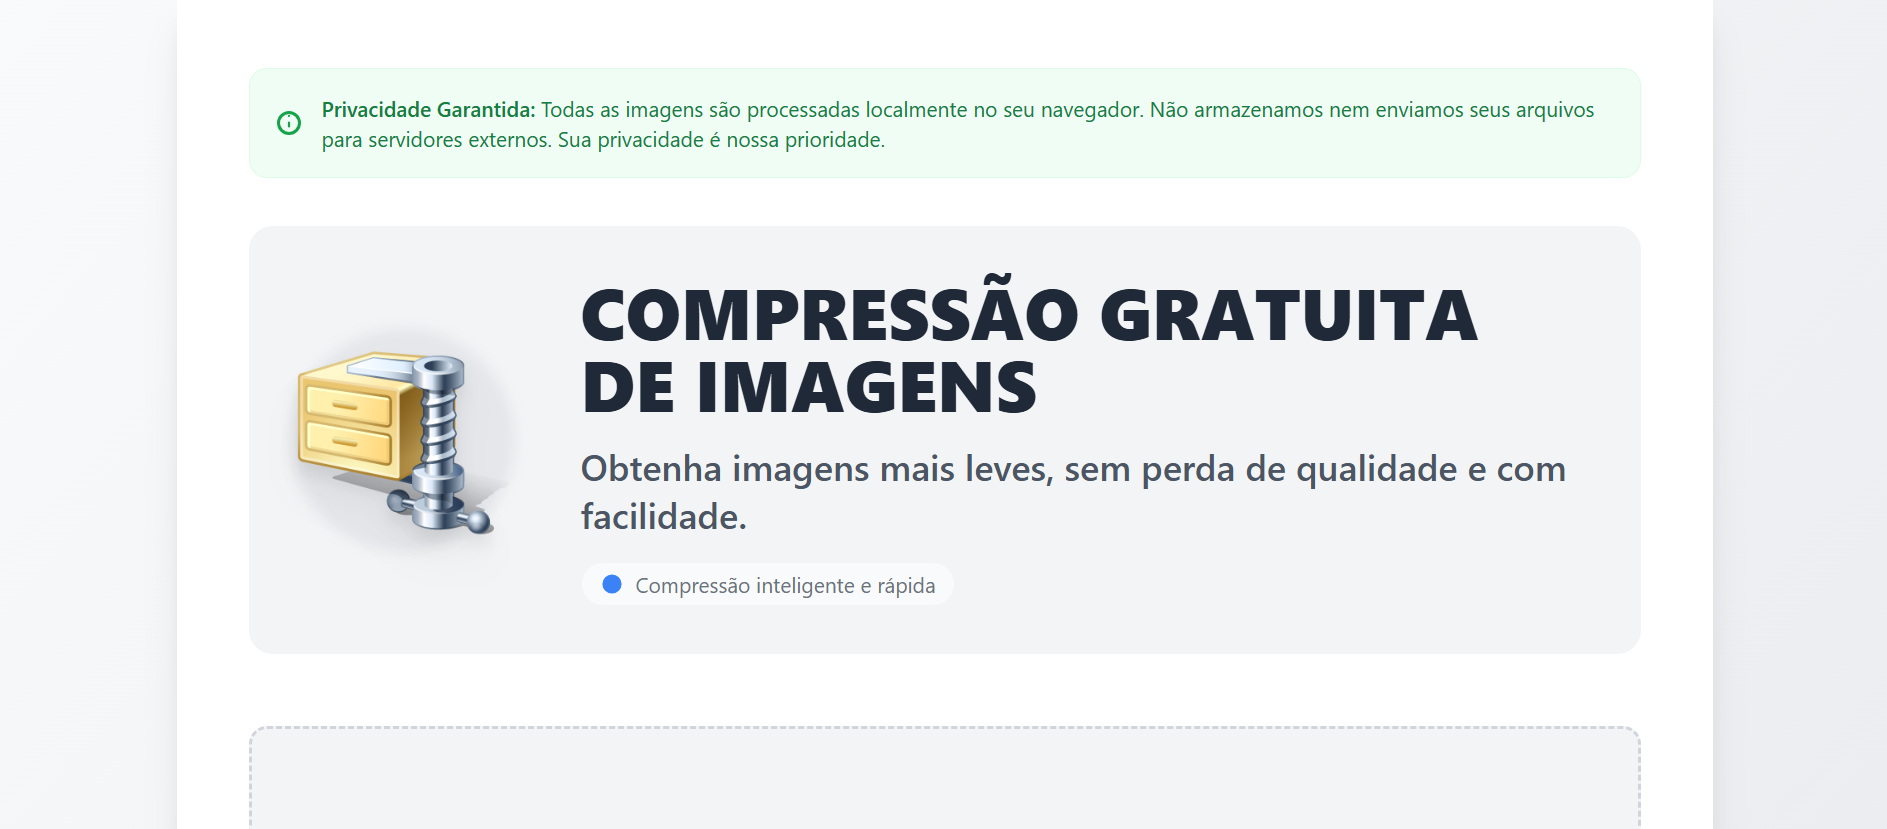 Privacidade Garantida: Todas as imagens são processadas localmente no seu navegador. Não armazenamos nem enviamos seus arquivos
para servidores externos. Sua privacidade é nossa prioridade.
COMPRESSÃO GRATUITA
DE IMAGENS
Obtenha imagens mais leves, sem perda de qualidade e com
facilidade.
Compressão inteligente e rápida